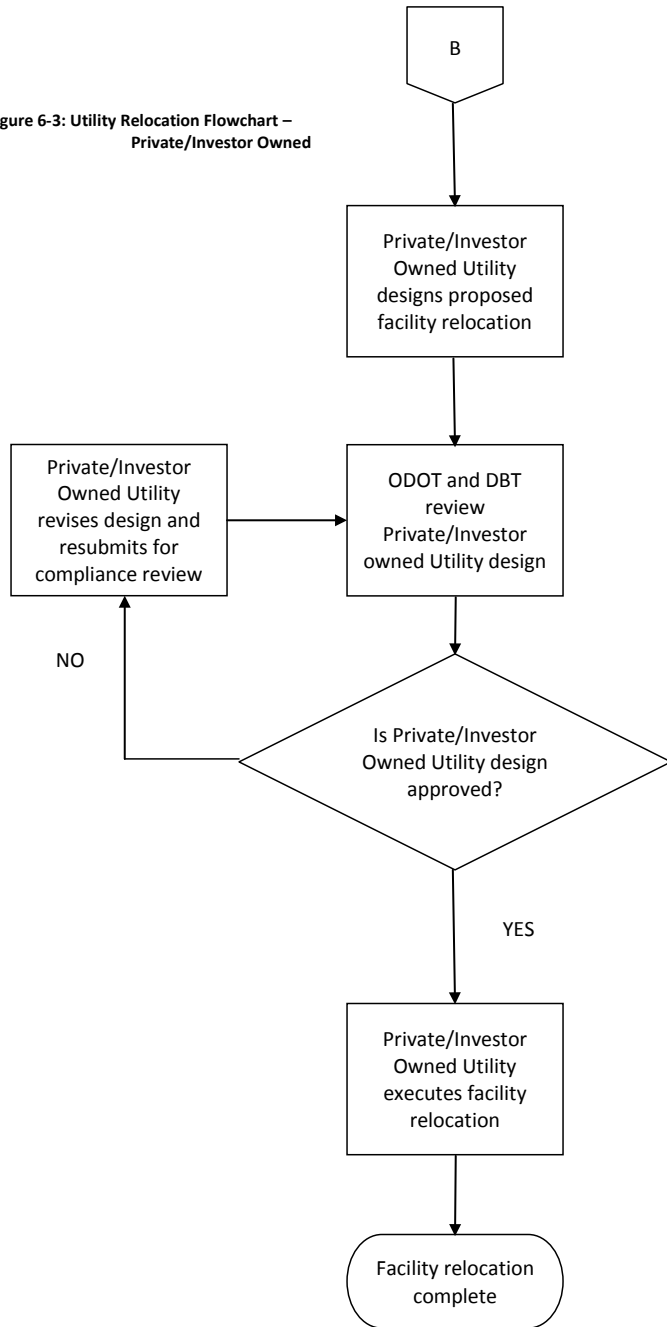 B
gure 6-3: Utility Relocation Flowchart –
Private/Investor Owned
Private/Investor
Owned Utility
designs proposed
facility relocation
Private/Investor
Owned Utility
revises design and
resubmits for
compliance review
ODOT and DBT
review
Private/Investor
owned Utility design
NO
Is Private/Investor
Owned Utility design
approved?
YES
Private/Investor
Owned Utility
executes facility
relocation
Facility relocation
complete